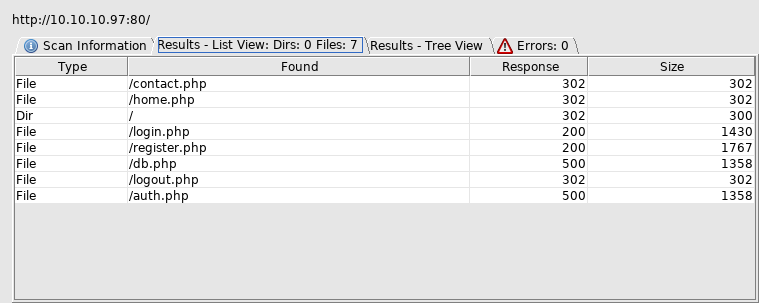 http://10.10.10.97:80/
Scan Information Results - List View: Dirs: 0 Files: 7 Results - Tree View Errors: 0
Type Found Response Size
File /contact.php 302 302
File /home.php 302 302
Dir / 302 300
File /login.php 200 1430
File /register.php 200 1767
File /db.php 500 1358
File /logout.php 302 302
File /auth.php 500 1358